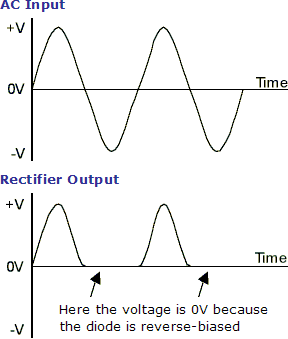 AC Input
+V
0V
Time
-V
Rectifier Output
+V
0V
Time
Here the voltage is 0V because
the diode is reverse-biased
-V